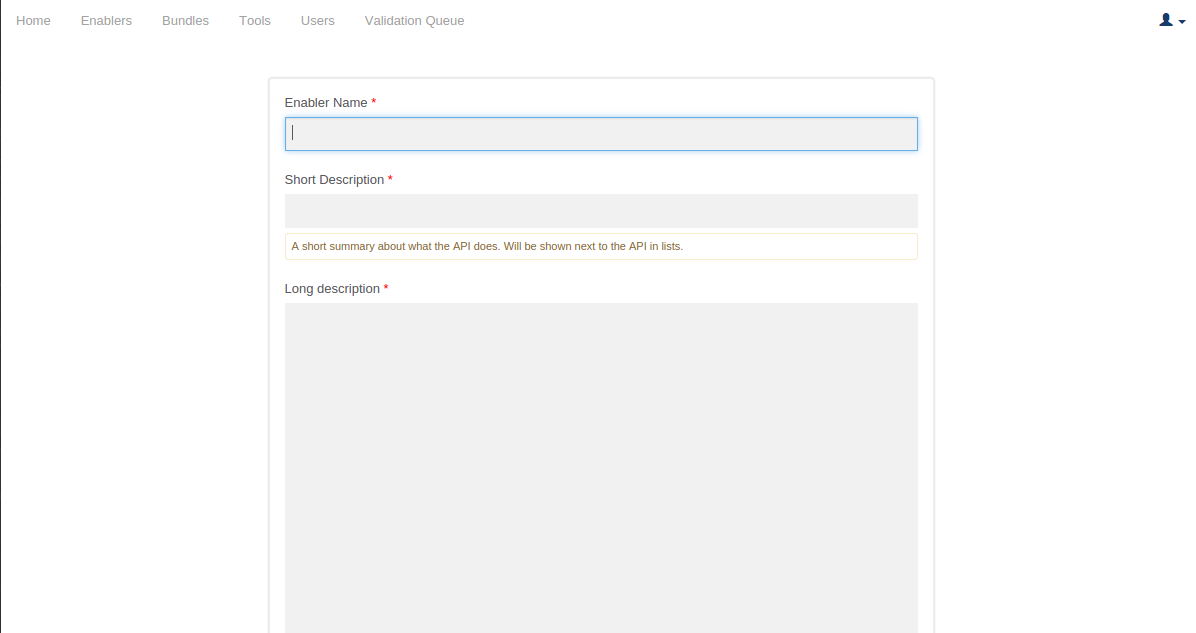 Home Enablers Bundles Tools Users Validation Queue
Enabler Name *
Short Description *
A short summary about what the API does. Will be shown next to the API in lists.
Long description *